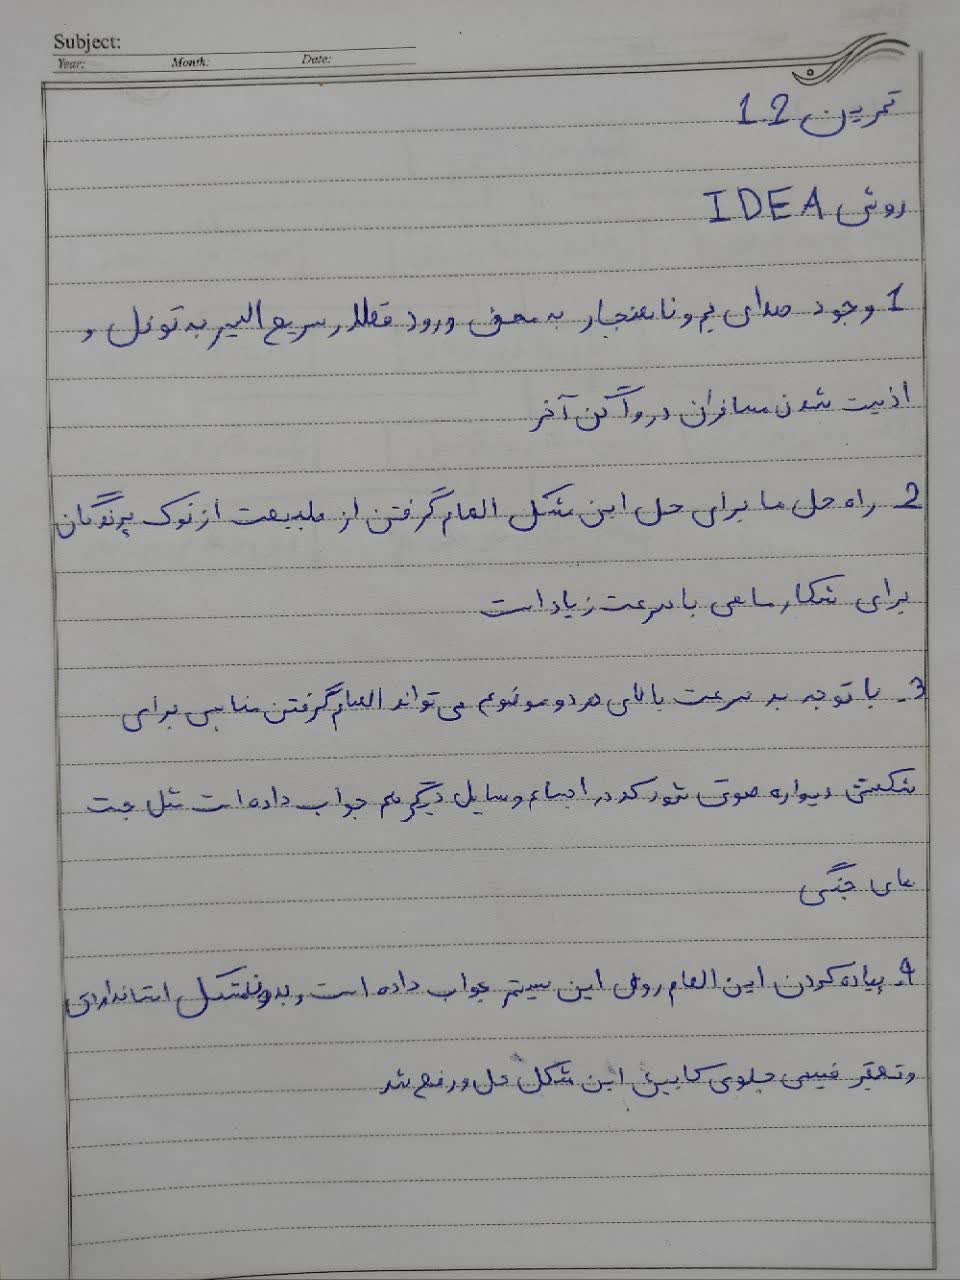 Subject:
Year: Month: Date:
تمرین 1.2
روش IDEA
1 وجود صدای بم و ناهنجار به محض ورود قطار سریع السیر به تونل و
اذیت شدن مسافران در واگن آخر
2. راه حل ما برای حل این مشکل الهام گرفتن از طبیعت از نوک پرندگان
برای شکار ماهی با سرعت زیاد است
3. با توجه به سرعت بالای هر دو موضوع می تواند الهام گرفتن مناسبی برای
شکستن دیواره صوتی شود که در اجسام و وسایل دیگر هم جواب داده است مثل جت
های جنگی
4. پیاده کردن این الهام روی این سیستم جواب داده است و بدون مشکل استاندارد
و تغییر جلوی کابین این مشکل حل و رفع شد